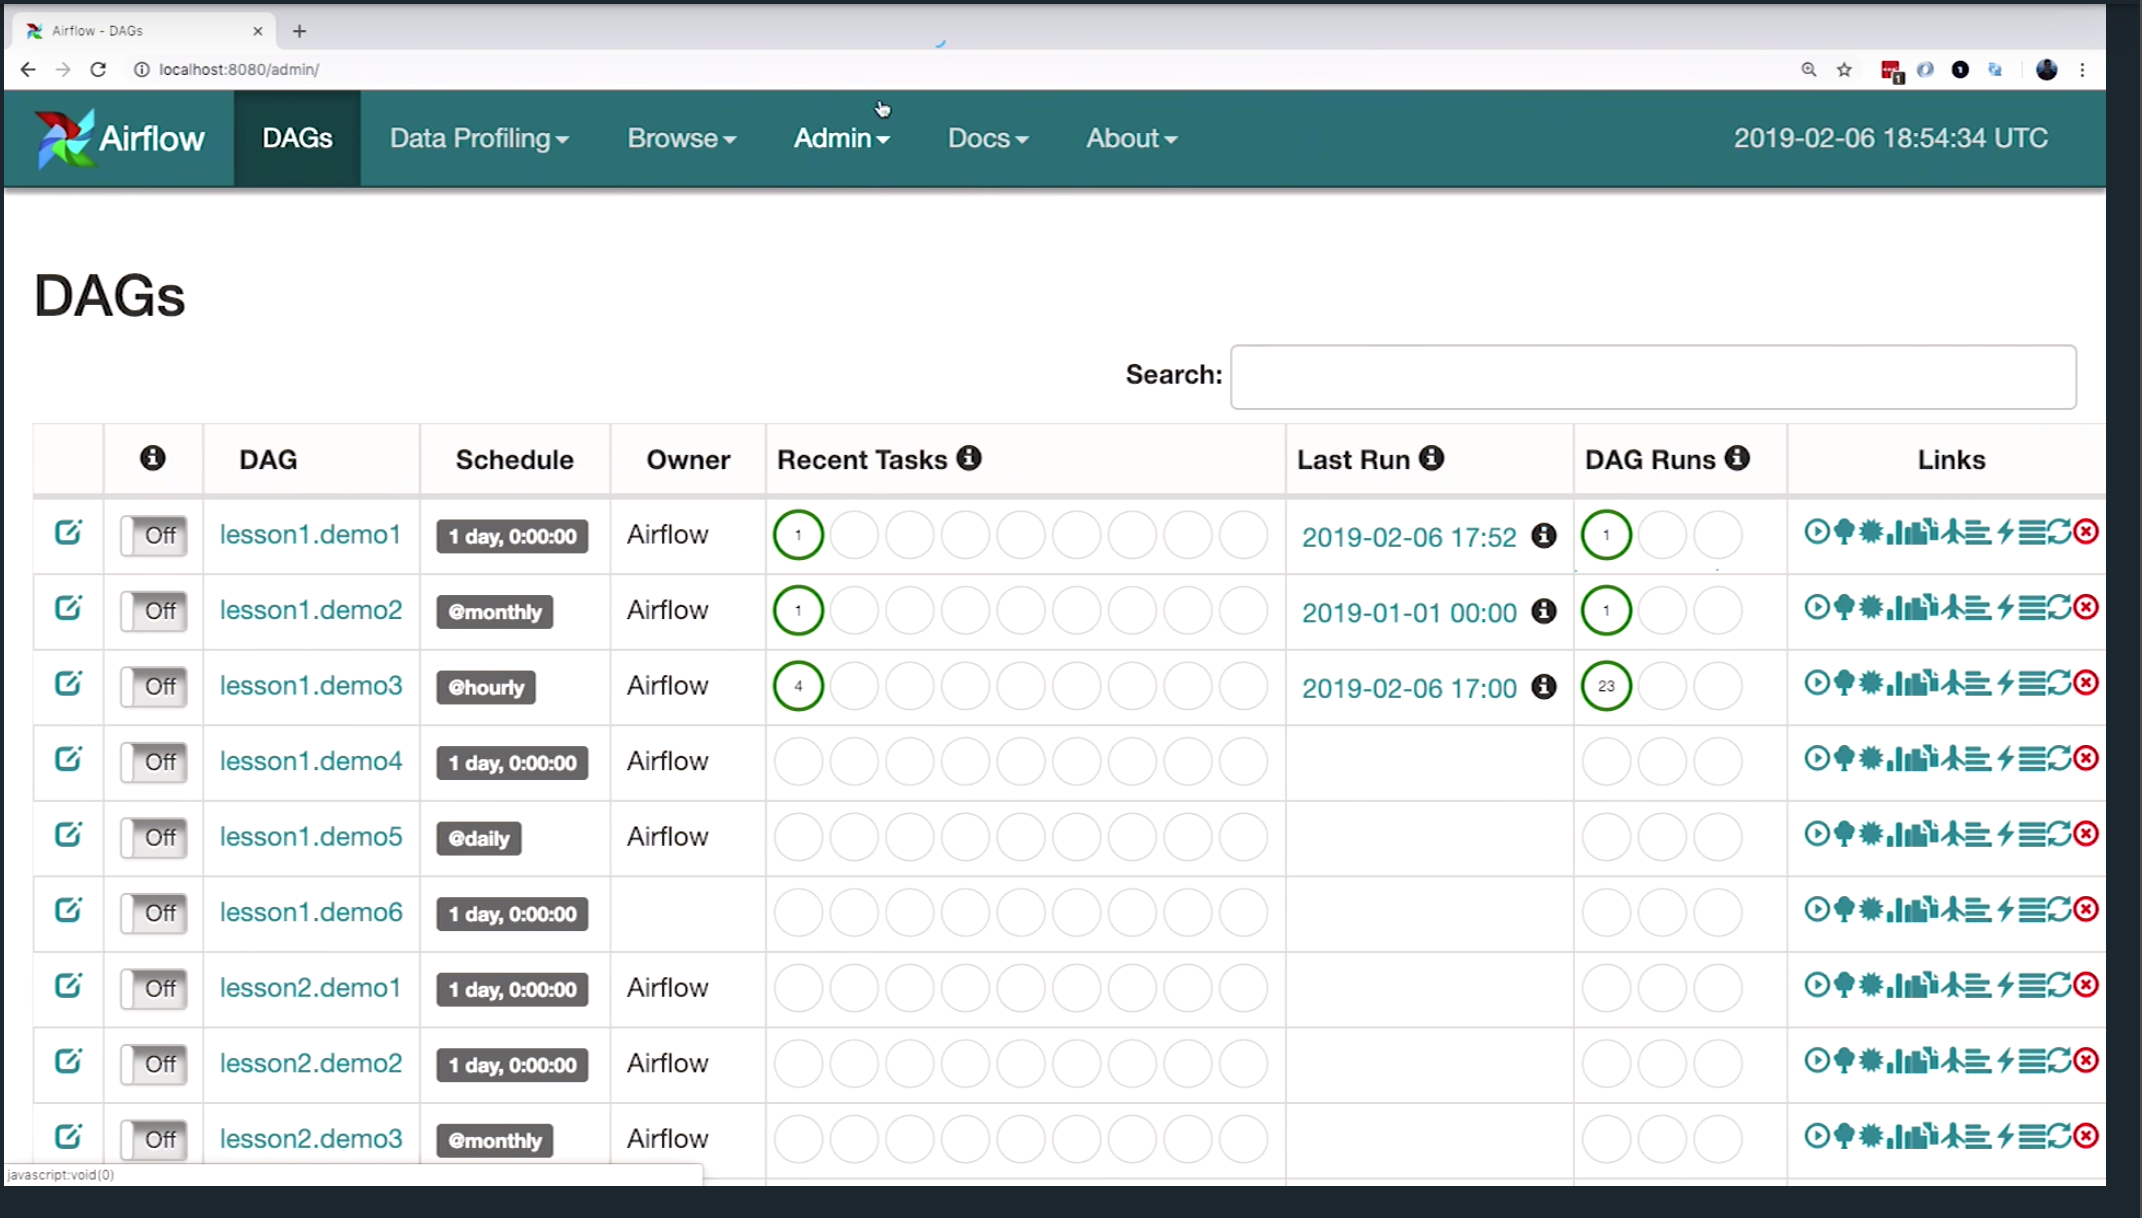 Airflow - DAGs
localhost:8080/admin/
1
Airflow DAGs Data Profiling Browse Admin Docs About 2019-02-06 18:54:34 UTC
DAGs
Search:
DAG Schedule Owner Recent Tasks Last Run DAG Runs Links
Off lesson1.demo1 1 day, 0:00:00 Airflow 1 2019-02-06 17:52 1
Off lesson1.demo2 @monthly Airflow 1 2019-01-01 00:00 1
Off lesson1.demo3 @hourly Airflow 4 2019-02-06 17:00 23
Off lesson1.demo4 1 day, 0:00:00 Airflow
Off lesson1.demo5 @daily Airflow
Off lesson1.demo6 1 day, 0:00:00
Off lesson2.demo1 1 day, 0:00:00 Airflow
Off lesson2.demo2 1 day, 0:00:00 Airflow
Off lesson2.demo3 @monthly Airflow
javascript:void(0)